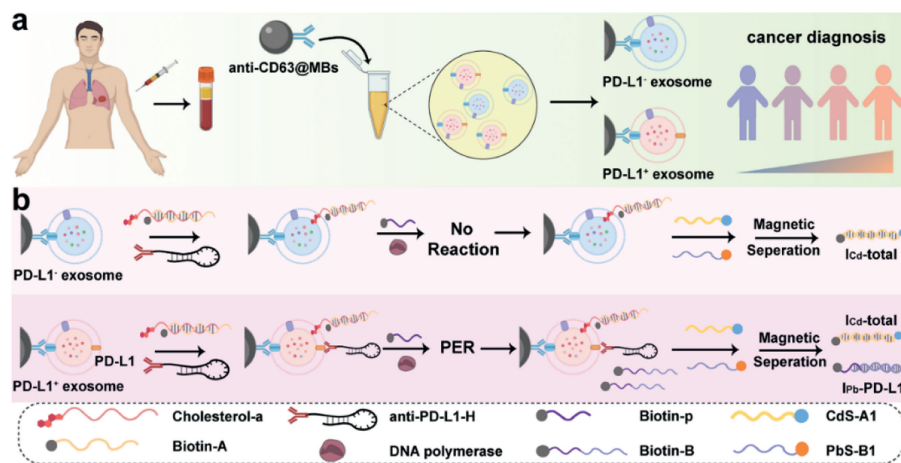 a
anti-CD63@MBs
PD-L1- exosome
PD-L1+ exosome
cancer diagnosis
b
PD-L1- exosome
No
Reaction
Magnetic
Seperation
ICd-total
PD-L1
PD-L1+ exosome
PER
Magnetic
Seperation
ICd-total
IPb-PD-L1
Cholesterol-a
anti-PD-L1-H
Biotin-p
CdS-A1
Biotin-A
DNA polymerse
Biotin-B
PbS-B1